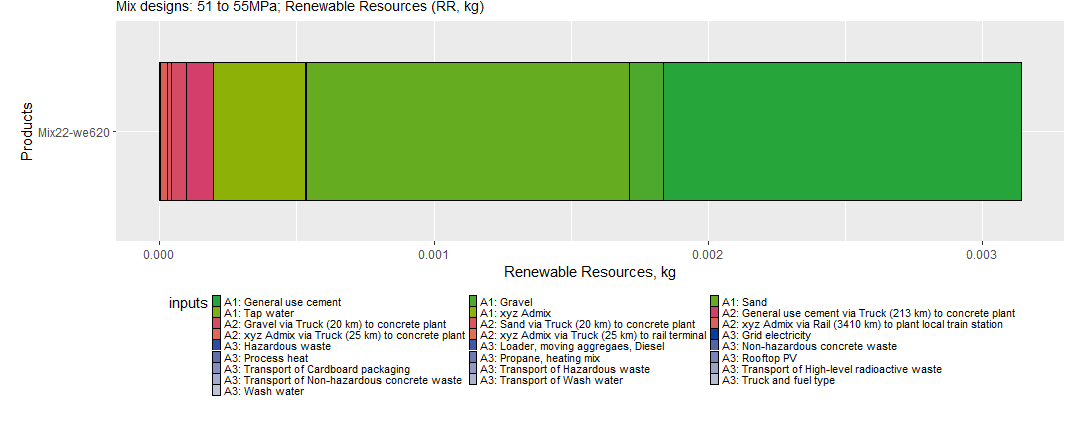 Mix designs: 51 to 55MPa; Renewable Resources (RR, kg)
Products
Mix22-we620
0.000 0.001 0.002 0.003
Renewable Resources, kg
inputs
A1: General use cement A1: Gravel A1: Sand
A1: Tap water A1: xyz Admix A2: General use cement via Truck (213 km) to concrete plant
A2: Gravel via Truck (20 km) to concrete plant A2: Sand via Truck (20 km) to concrete plant A2: xyz Admix via Rail (3410 km) to plant local train station
A2: xyz Admix via Truck (25 km) to concrete plant A2: xyz Admix via Truck (25 km) to rail terminal A3: Grid electricity
A3: Hazardous waste A3: Loader, moving aggregaes, Diesel A3: Non-hazardous concrete waste
A3: Process heat A3: Propane, heating mix A3: Rooftop PV
A3: Transport of Cardboard packaging A3: Transport of Hazardous waste A3: Transport of High-level radioactive waste
A3: Transport of Non-hazardous concrete waste A3: Transport of Wash water A3: Truck and fuel type
A3: Wash water